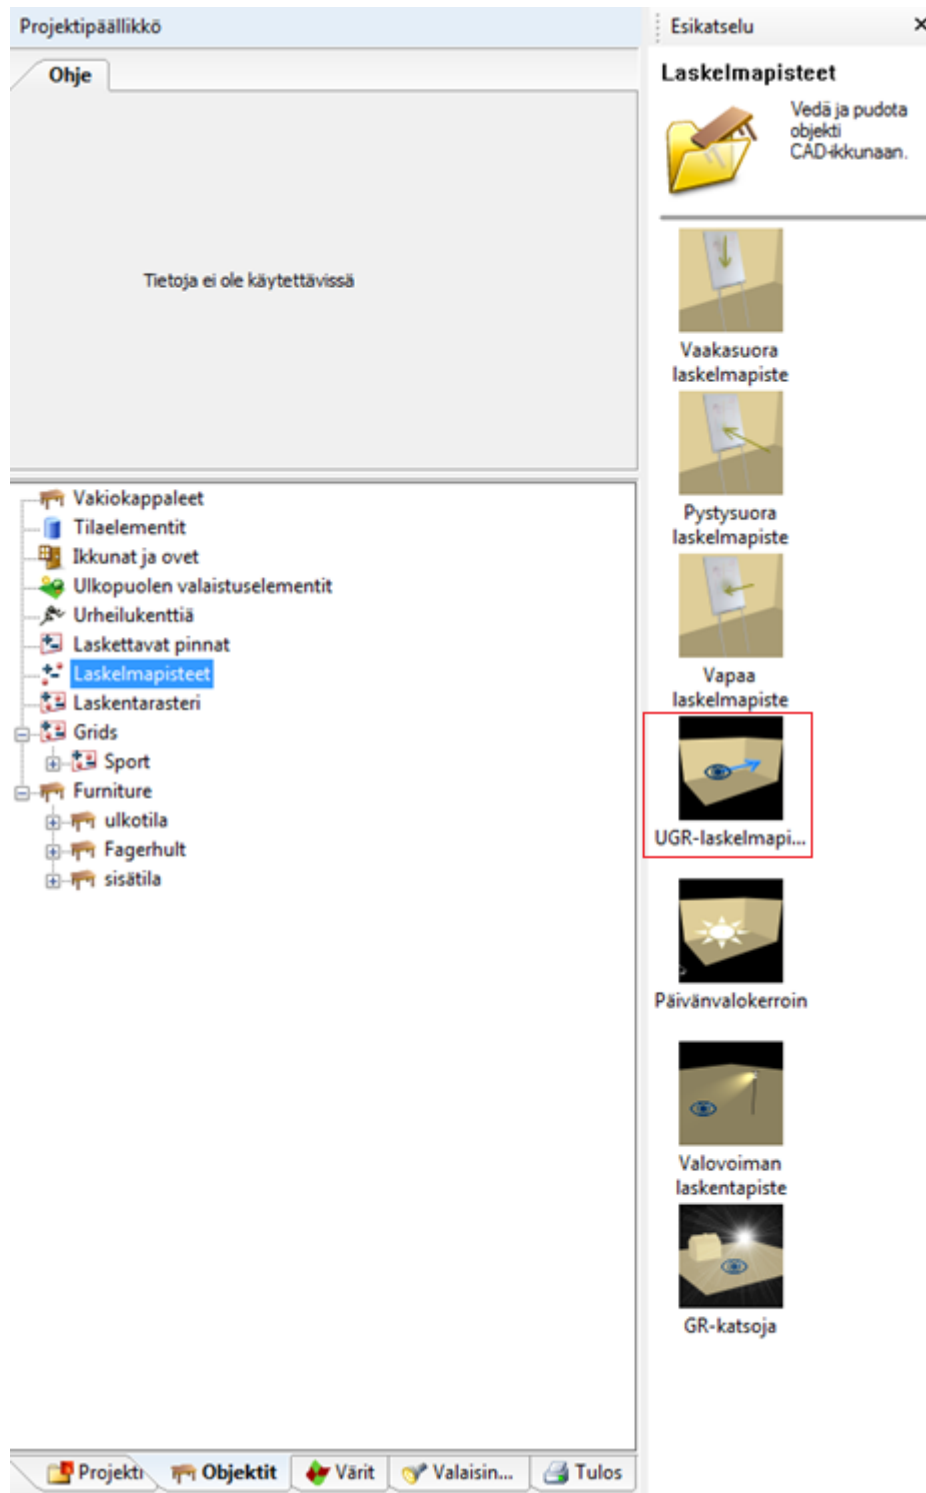 Projektipäällikkö
Ohje
Tietoja ei ole käytettävissä
Vakiokappaleet
Tilaelementit
Ikkunat ja ovet
Ulkopuolen valaistuselementit
Urheilukenttiä
Laskettavat pinnat
Laskelmapisteet
Laskentarasteri
Grids
Sport
Furniture
ulkotila
Fagerhult
sisätila
Projekti
Objektit
Värit
Valaisin...
Tulos
Esikatselu
Laskelmapisteet
Vedä ja pudota
objekti
CAD-ikkunaan.
Vaakasuora
laskelmapiste
Pystysuora
laskelmapiste
Vapaa
laskelmapiste
UGR-laskelmapi...
Päivänvalokerroin
Valovoiman
laskentapiste
GR-katsoja